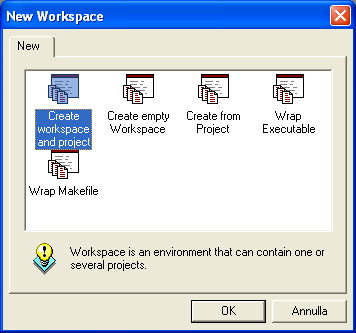 New Workspace
New
Create
workspace
and project
Create empty
Workspace
Create from
Project
Wrap
Executable
Wrap Makefile
Workspace is an environment that can contain one or
several projects.
OK
Annulla